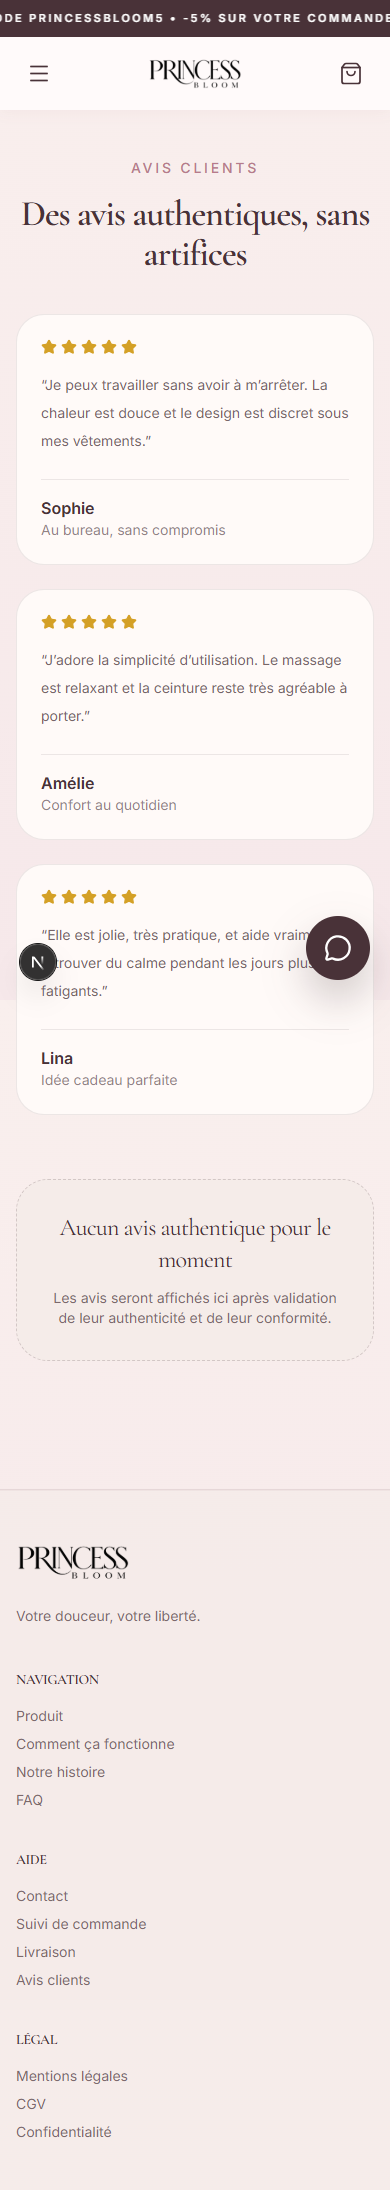 ODE PRINCESSBLOOM5 • -5% SUR VOTRE COMMANDE
PRINCESS
BLOOM
AVIS CLIENTS
Des avis authentiques, sans
artifices
"Je peux travailler sans avoir à m'arrêter. La
chaleur est douce et le design est discret sous
mes vêtements."
Sophie
Au bureau, sans compromis
"J'adore la simplicité d'utilisation. Le massage
est relaxant et la ceinture reste très agréable à
porter."
Amélie
Confort au quotidien
"Elle est jolie, très pratique, et aide vraim
N
trouver du calme pendant les jours plus
fatigants."
Lina
Idée cadeau parfaite
Aucun avis authentique pour le
moment
Les avis seront affichés ici après validation
de leur authenticité et de leur conformité.
PRINCESS
BLOOM
Votre douceur, votre liberté.
NAVIGATION
Produit
Comment ça fonctionne
Notre histoire
FAQ
AIDE
Contact
Suivi de commande
Livraison
Avis clients
LÉGAL
Mentions légales
CGV
Confidentialité